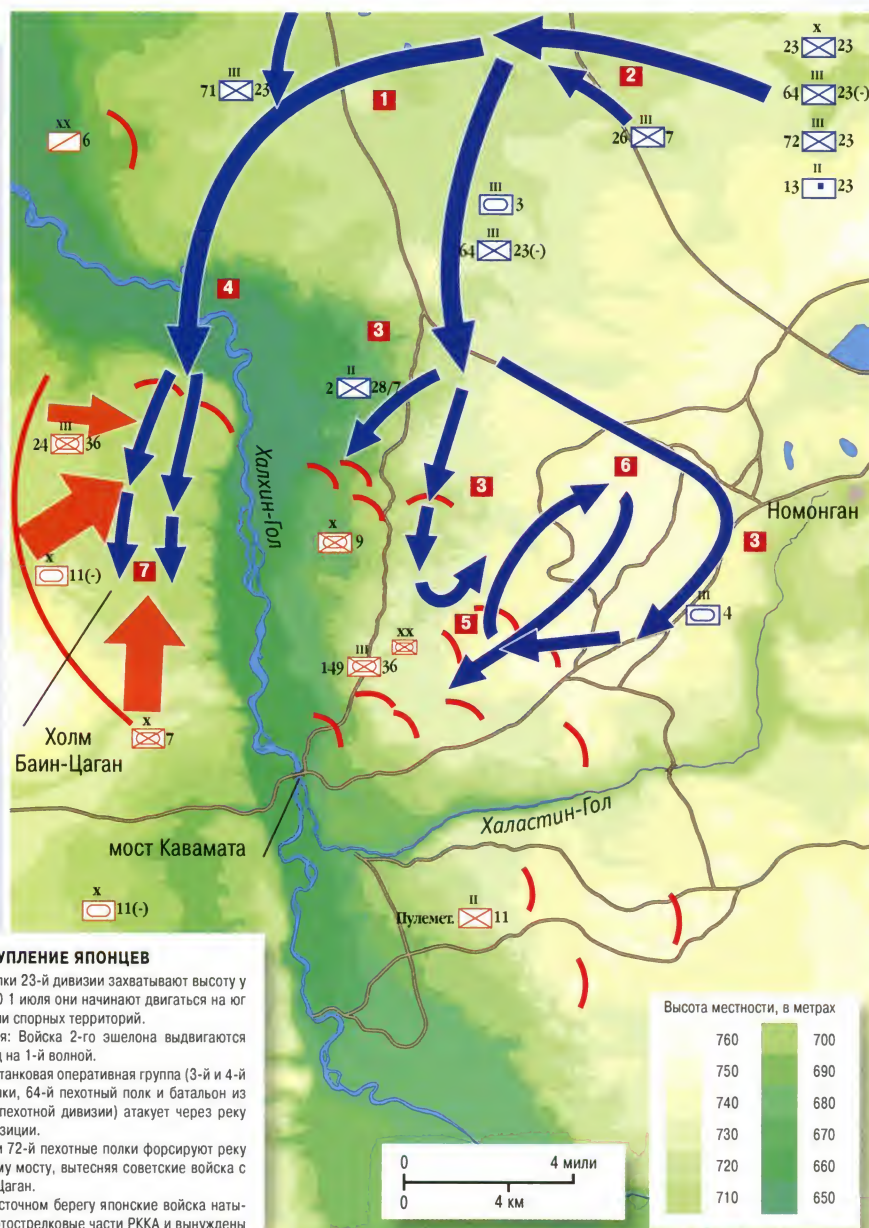 X
23 23
III
64 23(-)
III
72 23
II
13 23
III
71 23
1
2
III
26 7
XX
6
III
3
III
64 23(-)
4
3
II
2 28/7
III
24 36
Халхин-Гол
3
6
Номонган
3
X
9
X
11(-)
7
III
4
5
XX
III
149 36
X
7
Холм
Баин-Цаган
мост Кавамата
Халастин-Гол
X
11(-)
II
Пулемет. 11
УПЛЕНИЕ ЯПОНЦЕВ
лки 23-й дивизии захватывают высоту у
0 1 июля они начинают двигаться на юг
ии спорных территорий.
я: Войска 2-го эшелона выдвигаются
д на 1-й волной.
танковая оперативная группа (3-й и 4-й
лки, 64-й пехотный полк и батальон из
пехотной дивизии) атакует через реку
зиции.
и 72-й пехотные полки форсируют реку
му мосту, вытесняя советские войска с
Цаган.
сточном берегу японские войска наты-
тострелковые части РККА и вынуждены
0 4 мили
0 4 км
Высота местности, в метрах
760 700
750 690
740 680
730 670
720 660
710 650